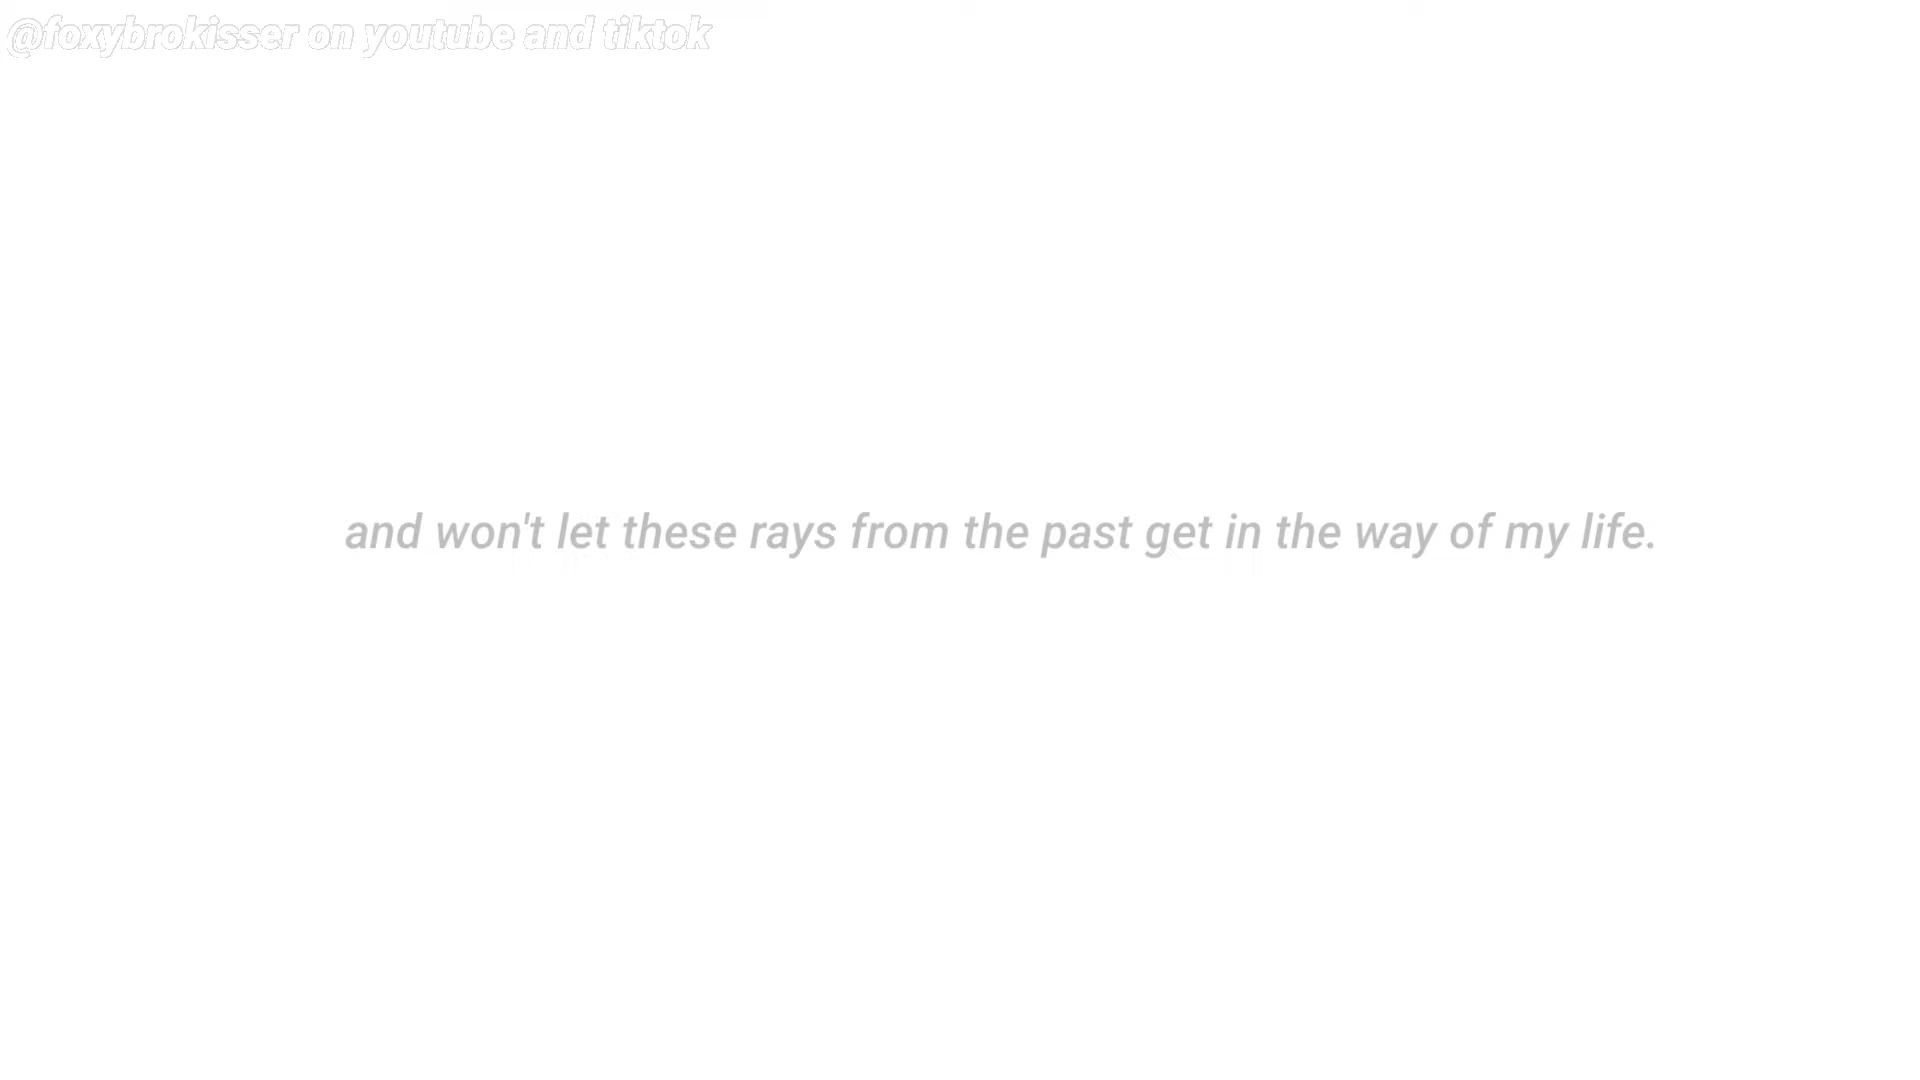 @foxybrokisser on youtube and tiktok
and won't let these rays from the past get in the way of my life.